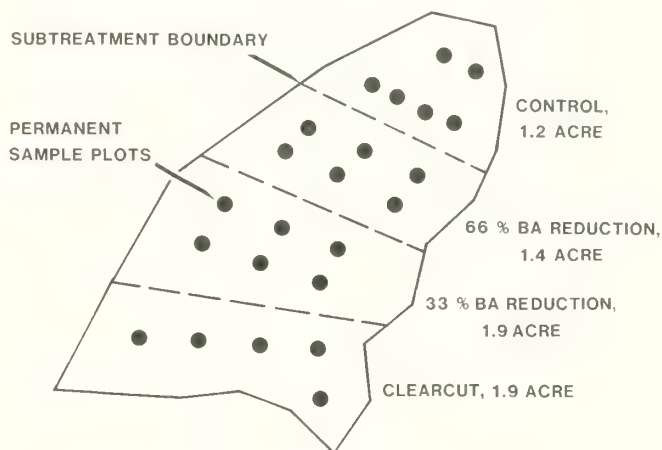 SUBTREATMENT BOUNDARY
PERMANENT
SAMPLE PLOTS
CONTROL,
1.2 ACRE
66 % BA REDUCTION,
1.4 ACRE
33 % BA REDUCTION,
1.9 ACRE
CLEARCUT, 1.9 ACRE